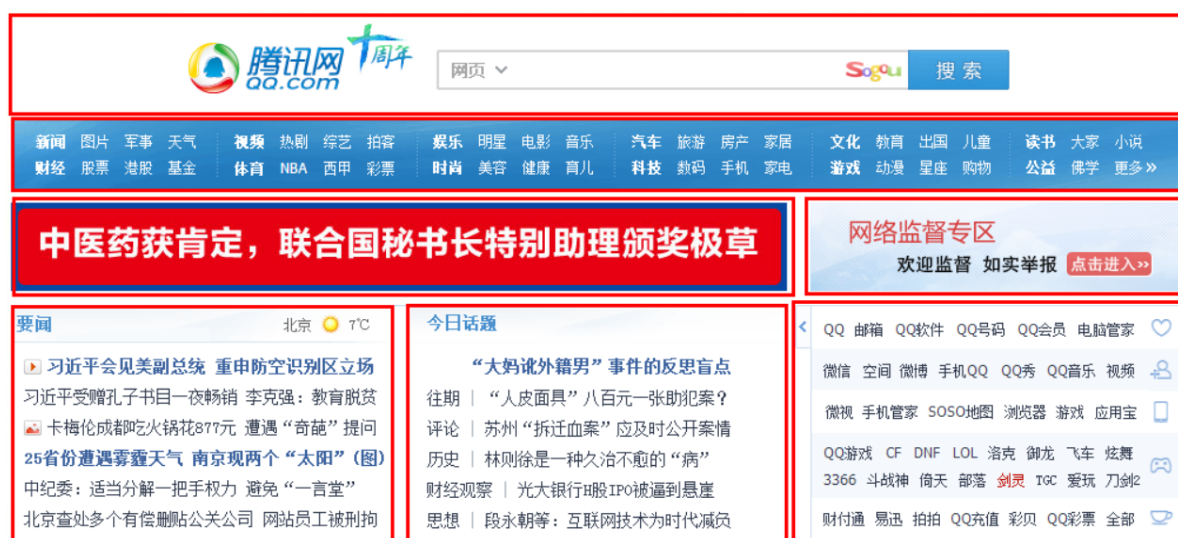 腾讯网 十周年
QQ.com
网页 Sogou 搜索
新闻 图片 军事 天气 视频 热剧 综艺 拍客 娱乐 明星 电影 音乐 汽车 旅游 房产 家居 文化 教育 出国 儿童 读书 大家 小说
财经 股票 港股 基金 体育 NBA 西甲 彩票 时尚 美容 健康 育儿 科技 数码 手机 家电 游戏 动漫 星座 购物 公益 佛学 更多»
中医药获肯定，联合国秘书长特别助理颁奖极草
网络监督专区
欢迎监督 如实举报 点击进入»
要闻 北京 7℃
习近平会见美副总统 重申防空识别区立场
习近平受赠孔子书目一夜畅销 李克强：教育脱贫
卡梅伦成都吃火锅花877元 遭遇“奇葩”提问
25省份遭遇雾霾天气 南京现两个“太阳”(图)
中纪委：适当分解一把手权力 避免“一言堂”
北京查处多个有偿删贴公关公司 网站员工被刑拘
今日话题
“大妈讹外籍男”事件的反思盲点
往期 | “人皮面具”八百元一张助犯案？
评论 | 苏州“拆迁血案”应及时公开案情
历史 | 林则徐是一种久治不愈的“病”
财经观察 | 光大银行H股IPO被逼到悬崖
思想 | 段永朝等：互联网技术为时代减负
QQ 邮箱 QQ软件 QQ号码 QQ会员 电脑管家
微信 空间 微博 手机QQ QQ秀 QQ音乐 视频
微视 手机管家 SOSO地图 浏览器 游戏 应用宝
QQ游戏 CF DNF LOL 洛克 御龙 飞车 炫舞
3366 斗战神 倚天 部落 剑灵 TGC 爱玩 刀剑2
财付通 易迅 拍拍 QQ充值 彩贝 QQ彩票 全部